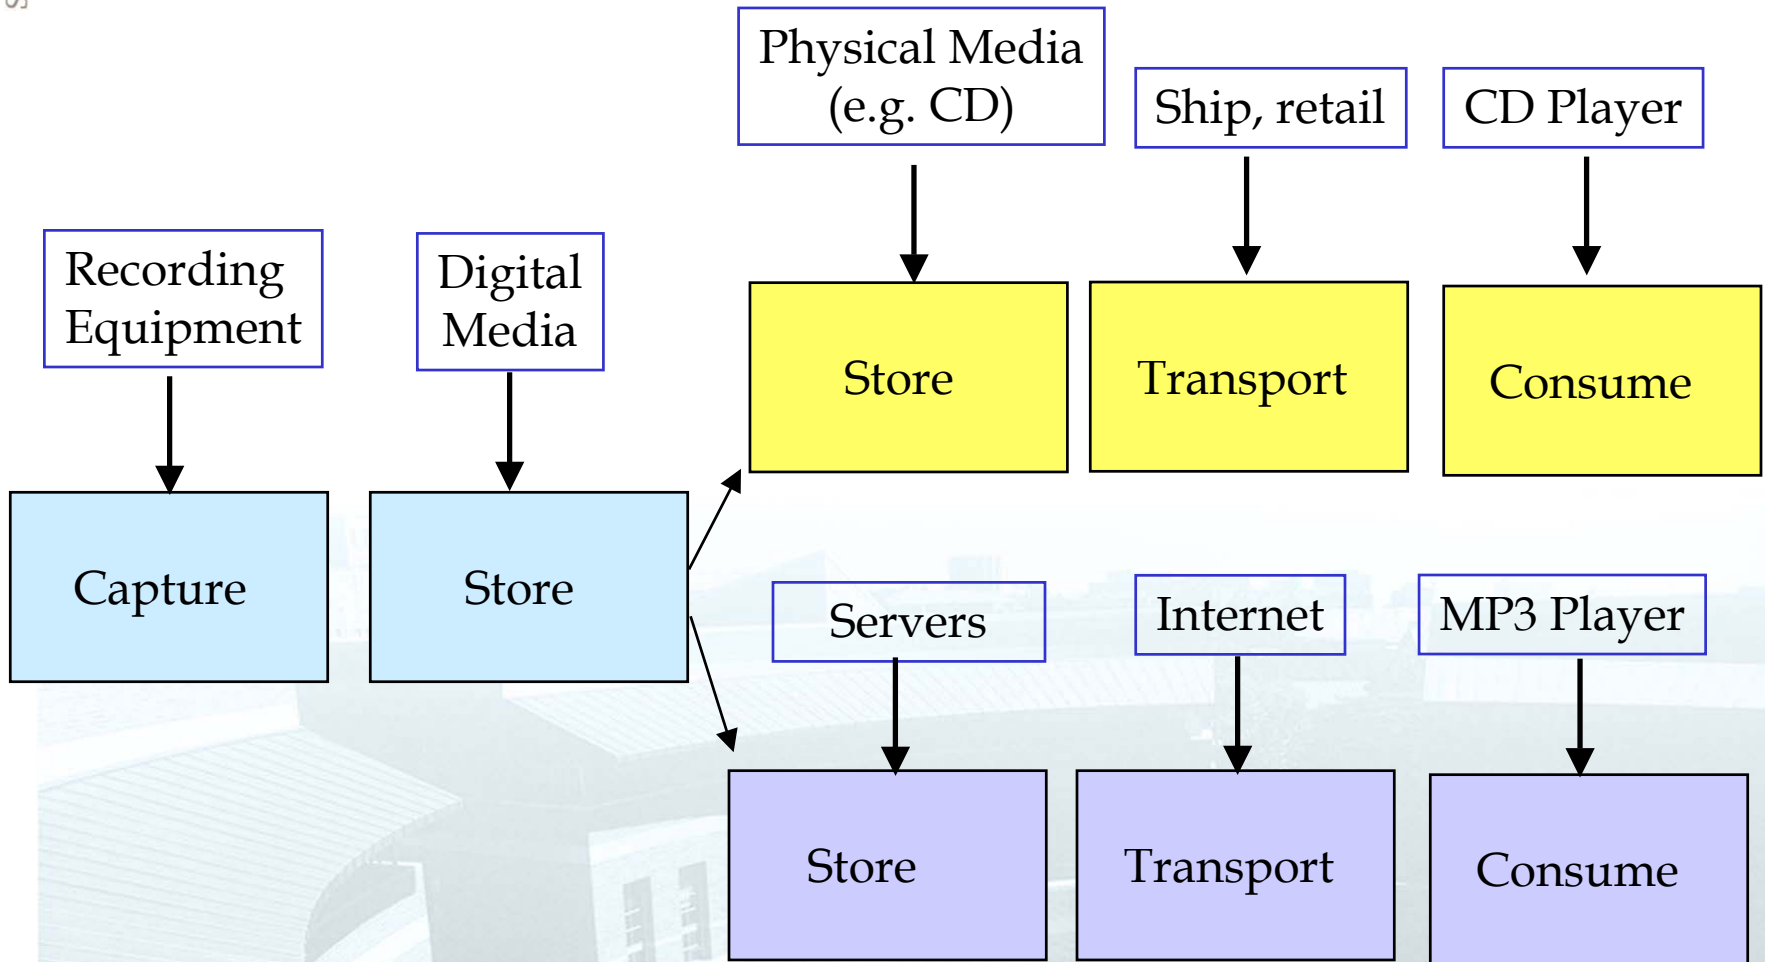 Physical Media
(e.g. CD)
Ship, retail
CD Player
Recording
Equipment
Digital
Media
Store
Transport
Consume
Capture
Store
Servers
Internet
MP3 Player
Store
Transport
Consume